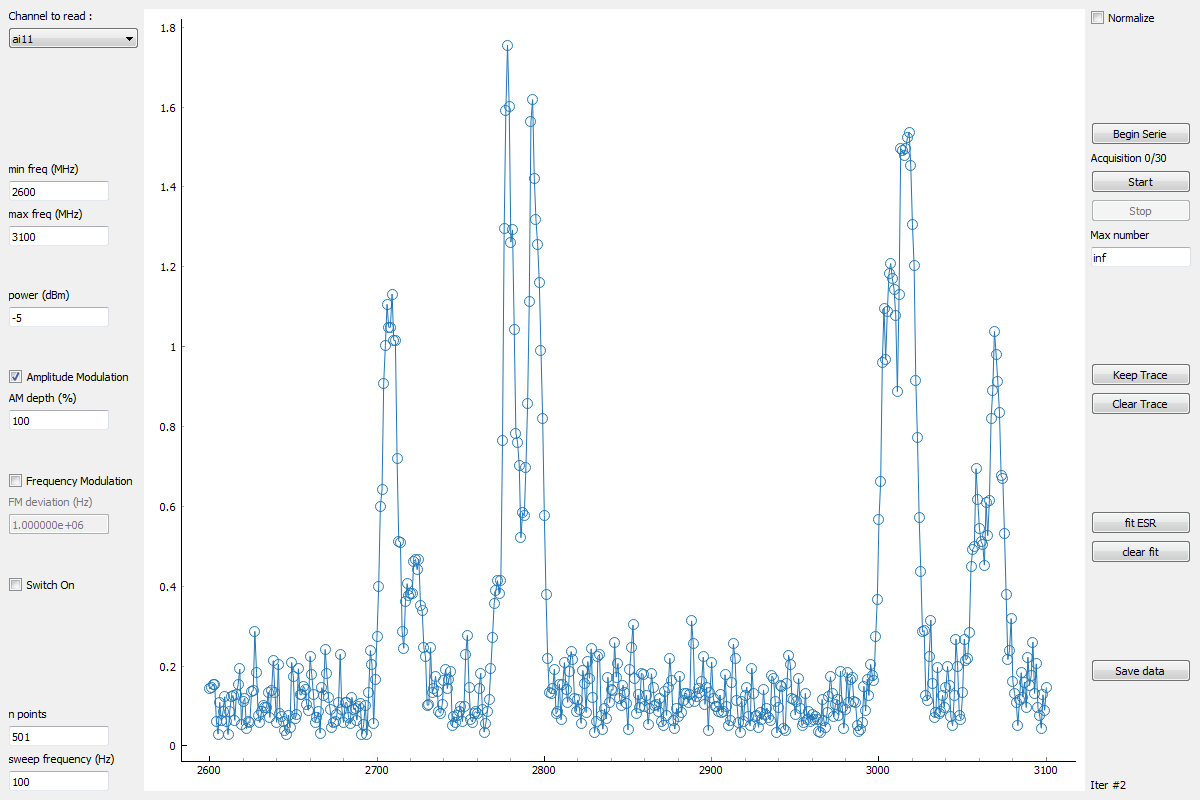 Channel to read :
ai11
min freq (MHz)
2600
max freq (MHz)
3100
power (dBm)
-5
Amplitude Modulation
AM depth (%)
100
Frequency Modulation
FM deviation (Hz)
1.000000e+06
Switch On
n points
501
sweep frequency (Hz)
100
1.8
1.6
1.4
1.2
1
0.8
0.6
0.4
0.2
0
2600 2700 2800 2900 3000 3100
Normalize
Begin Serie
Acquisition 0/30
Start
Stop
Max number
inf
Keep Trace
Clear Trace
fit ESR
clear fit
Save data
Iter #2